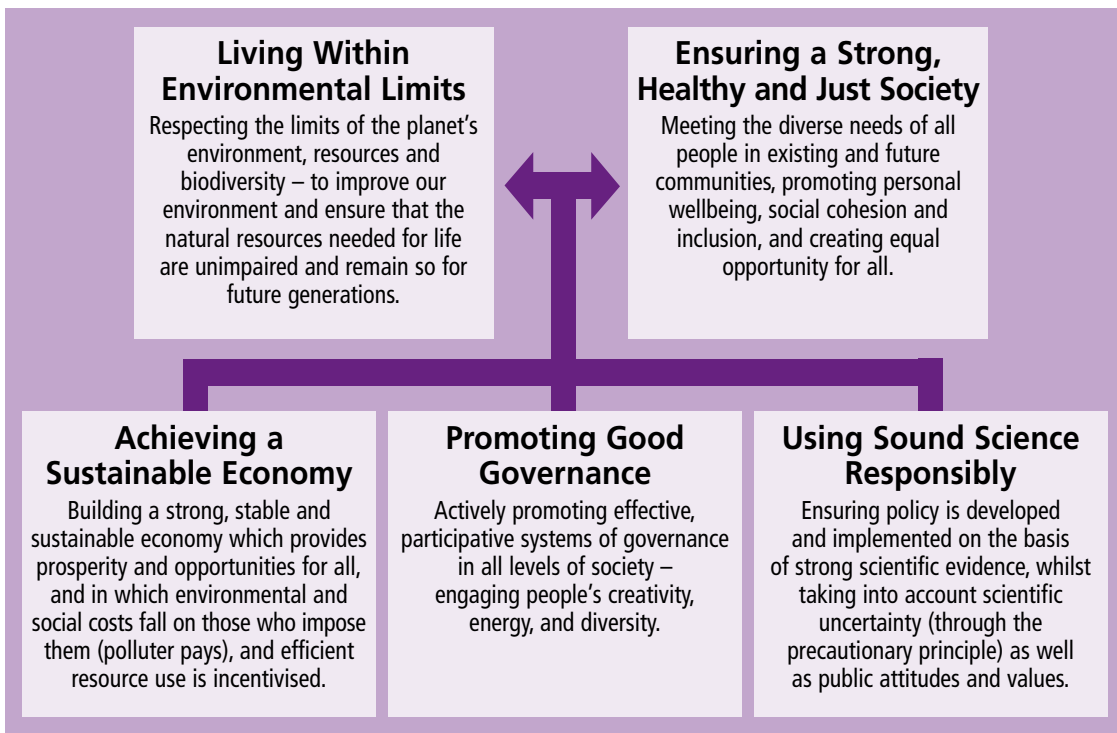 Living Within
Environmental Limits
Respecting the limits of the planet's
environment, resources and
biodiversity – to improve our
environment and ensure that the
natural resources needed for life
are unimpaired and remain so for
future generations.
Ensuring a Strong,
Healthy and Just Society
Meeting the diverse needs of all
people in existing and future
communities, promoting personal
wellbeing, social cohesion and
inclusion, and creating equal
opportunity for all.
Achieving a
Sustainable Economy
Building a strong, stable and
sustainable economy which provides
prosperity and opportunities for all,
and in which environmental and
social costs fall on those who impose
them (polluter pays), and efficient
resource use is incentivised.
Promoting Good
Governance
Actively promoting effective,
participative systems of governance
in all levels of society –
engaging people's creativity,
energy, and diversity.
Using Sound Science
Responsibly
Ensuring policy is developed
and implemented on the basis
of strong scientific evidence, whilst
taking into account scientific
uncertainty (through the
precautionary principle) as well
as public attitudes and values.